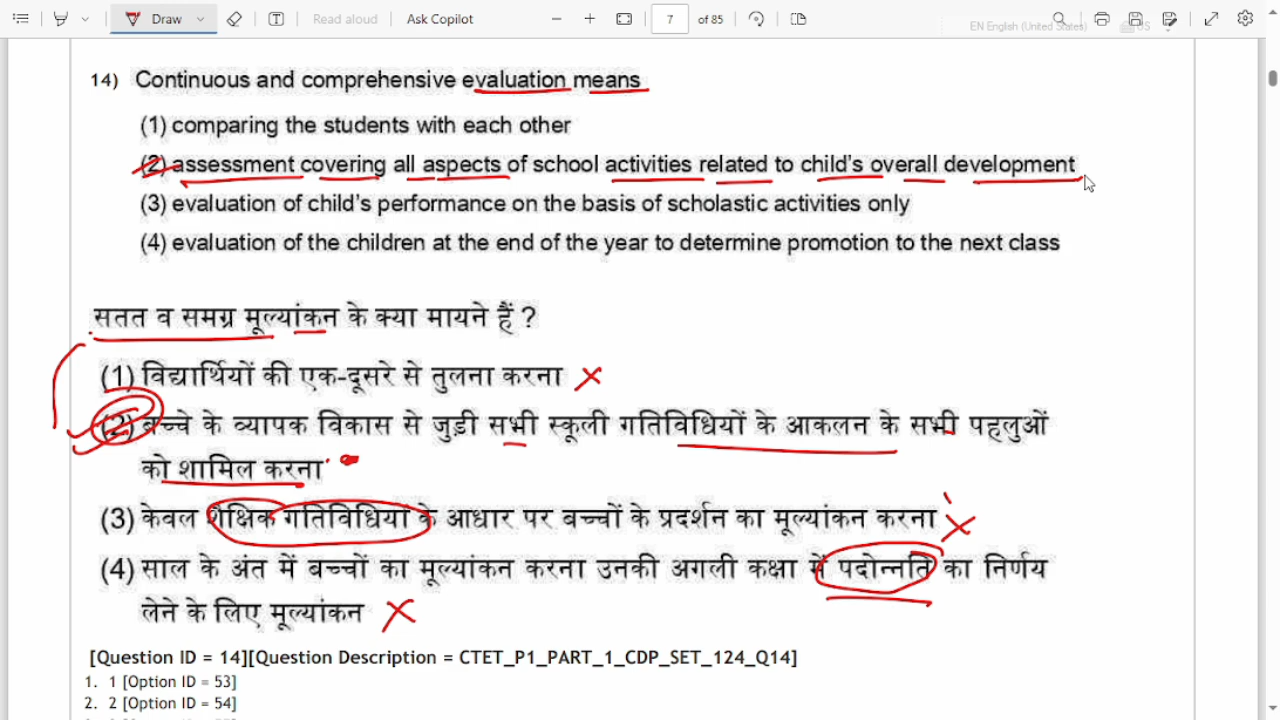 Draw
Read aloud
Ask Copilot
7
of 85
EN English (United States)
US
14) Continuous and comprehensive evaluation means
(1) comparing the students with each other
(2) assessment covering all aspects of school activities related to child's overall development
(3) evaluation of child's performance on the basis of scholastic activities only
(4) evaluation of the children at the end of the year to determine promotion to the next class
सतत व समग्र मूल्यांकन के क्या मायने हैं ?
(1) विद्यार्थियों की एक-दूसरे से तुलना करना
(2) बच्चे के व्यापक विकास से जुड़ी सभी स्कूली गतिविधियों के आकलन के सभी पहलुओं
को शामिल करना
(3) केवल शैक्षिक गतिविधियों के आधार पर बच्चों के प्रदर्शन का मूल्यांकन करना
(4) साल के अंत में बच्चों का मूल्यांकन करना उनकी अगली कक्षा में पदोन्नति का निर्णय
लेने के लिए मूल्यांकन
[Question ID = 14][Question Description = CTET_P1_PART_1_CDP_SET_124_Q14]
1. 1 [Option ID = 53]
2. 2 [Option ID = 54]